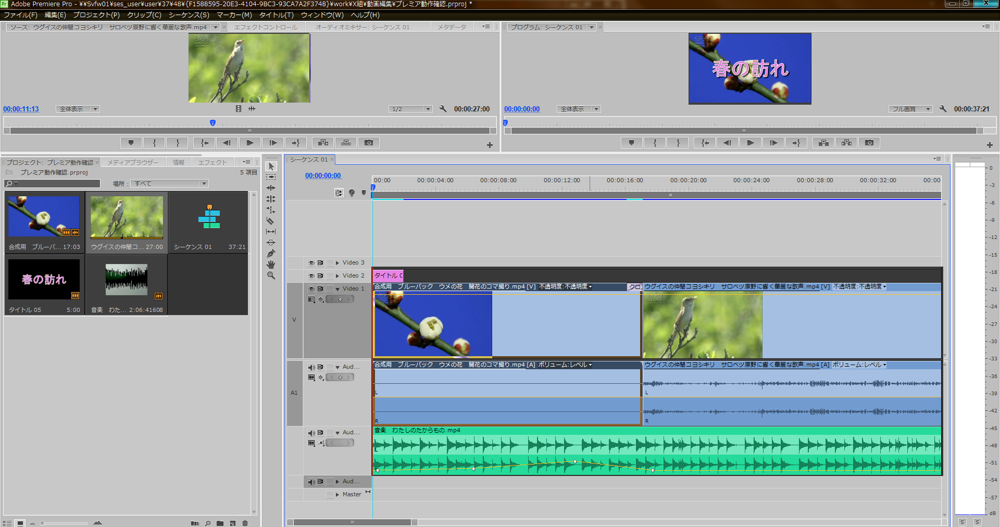 Adobe Premiere Pro - ¥¥Svfw01¥ses_user¥user¥37¥48¥{F1588595-20E3-4104-9BC3-93CA7A2F3748}¥work¥X組¥動画編集¥プレミア動作確認.prproj *
ファイル(F) 編集(E) プロジェクト(P) クリップ(C) シーケンス(S) マーカー(M) タイトル(T) ウィンドウ(W) ヘルプ(H)
ソース: ウグイスの仲間コヨシキリ　サロベツ原野に響く華麗な歌声.mp4 エフェクトコントロール オーディオミキサー: シーケンス 01 メタデータ
プログラム: シーケンス 01
春の訪れ
00:00:11:13 全体表示 1/2 00:00:27:00
00:00:00:00 全体表示 フル画質 00:00:37:21
プロジェクト: プレミア動作確認 メディアブラウザー 情報 エフェクト
プレミア動作確認.prproj 5 項目
場所 : すべて
合成用　ブルーバ... 17:03
ウグイスの仲間コ... 27:00
シーケンス 01 37:21
春の訪れ
タイトル 05 5:00
音楽　わた... 2:06:41608
シーケンス 01
00:00:00:00
00:00 00:00:04:00 00:00:08:00 00:00:12:00 00:00:16:00 00:00:20:00 00:00:24:00 00:00:28:00 00:00:32:00 00:00
Video 3
Video 2 タイトル 0
Video 1 合成用　ブルーバック　ウメの花　開花のコマ撮り.mp4 [V] 不透明度:不透明度 クロ ウグイスの仲間コヨシキリ　サロベツ原野に響く華麗な歌声.mp4 [V] 不透明度:不透明度
V
Aud... 合成用　ブルーバック　ウメの花　開花のコマ撮り.mp4 [A] ボリューム:レベル ウグイスの仲間コヨシキリ　サロベツ原野に響く華麗な歌声.mp4 [A] ボリューム:レベル
A1
L L
R R
Aud... 音楽　わたしのたからもの.mp4
L
Aud...
Master
0
-3
-6
-9
-12
-15
-18
-21
-24
-27
-30
-33
-36
-39
-42
-45
-48
-51
-54
-57
dB
S S